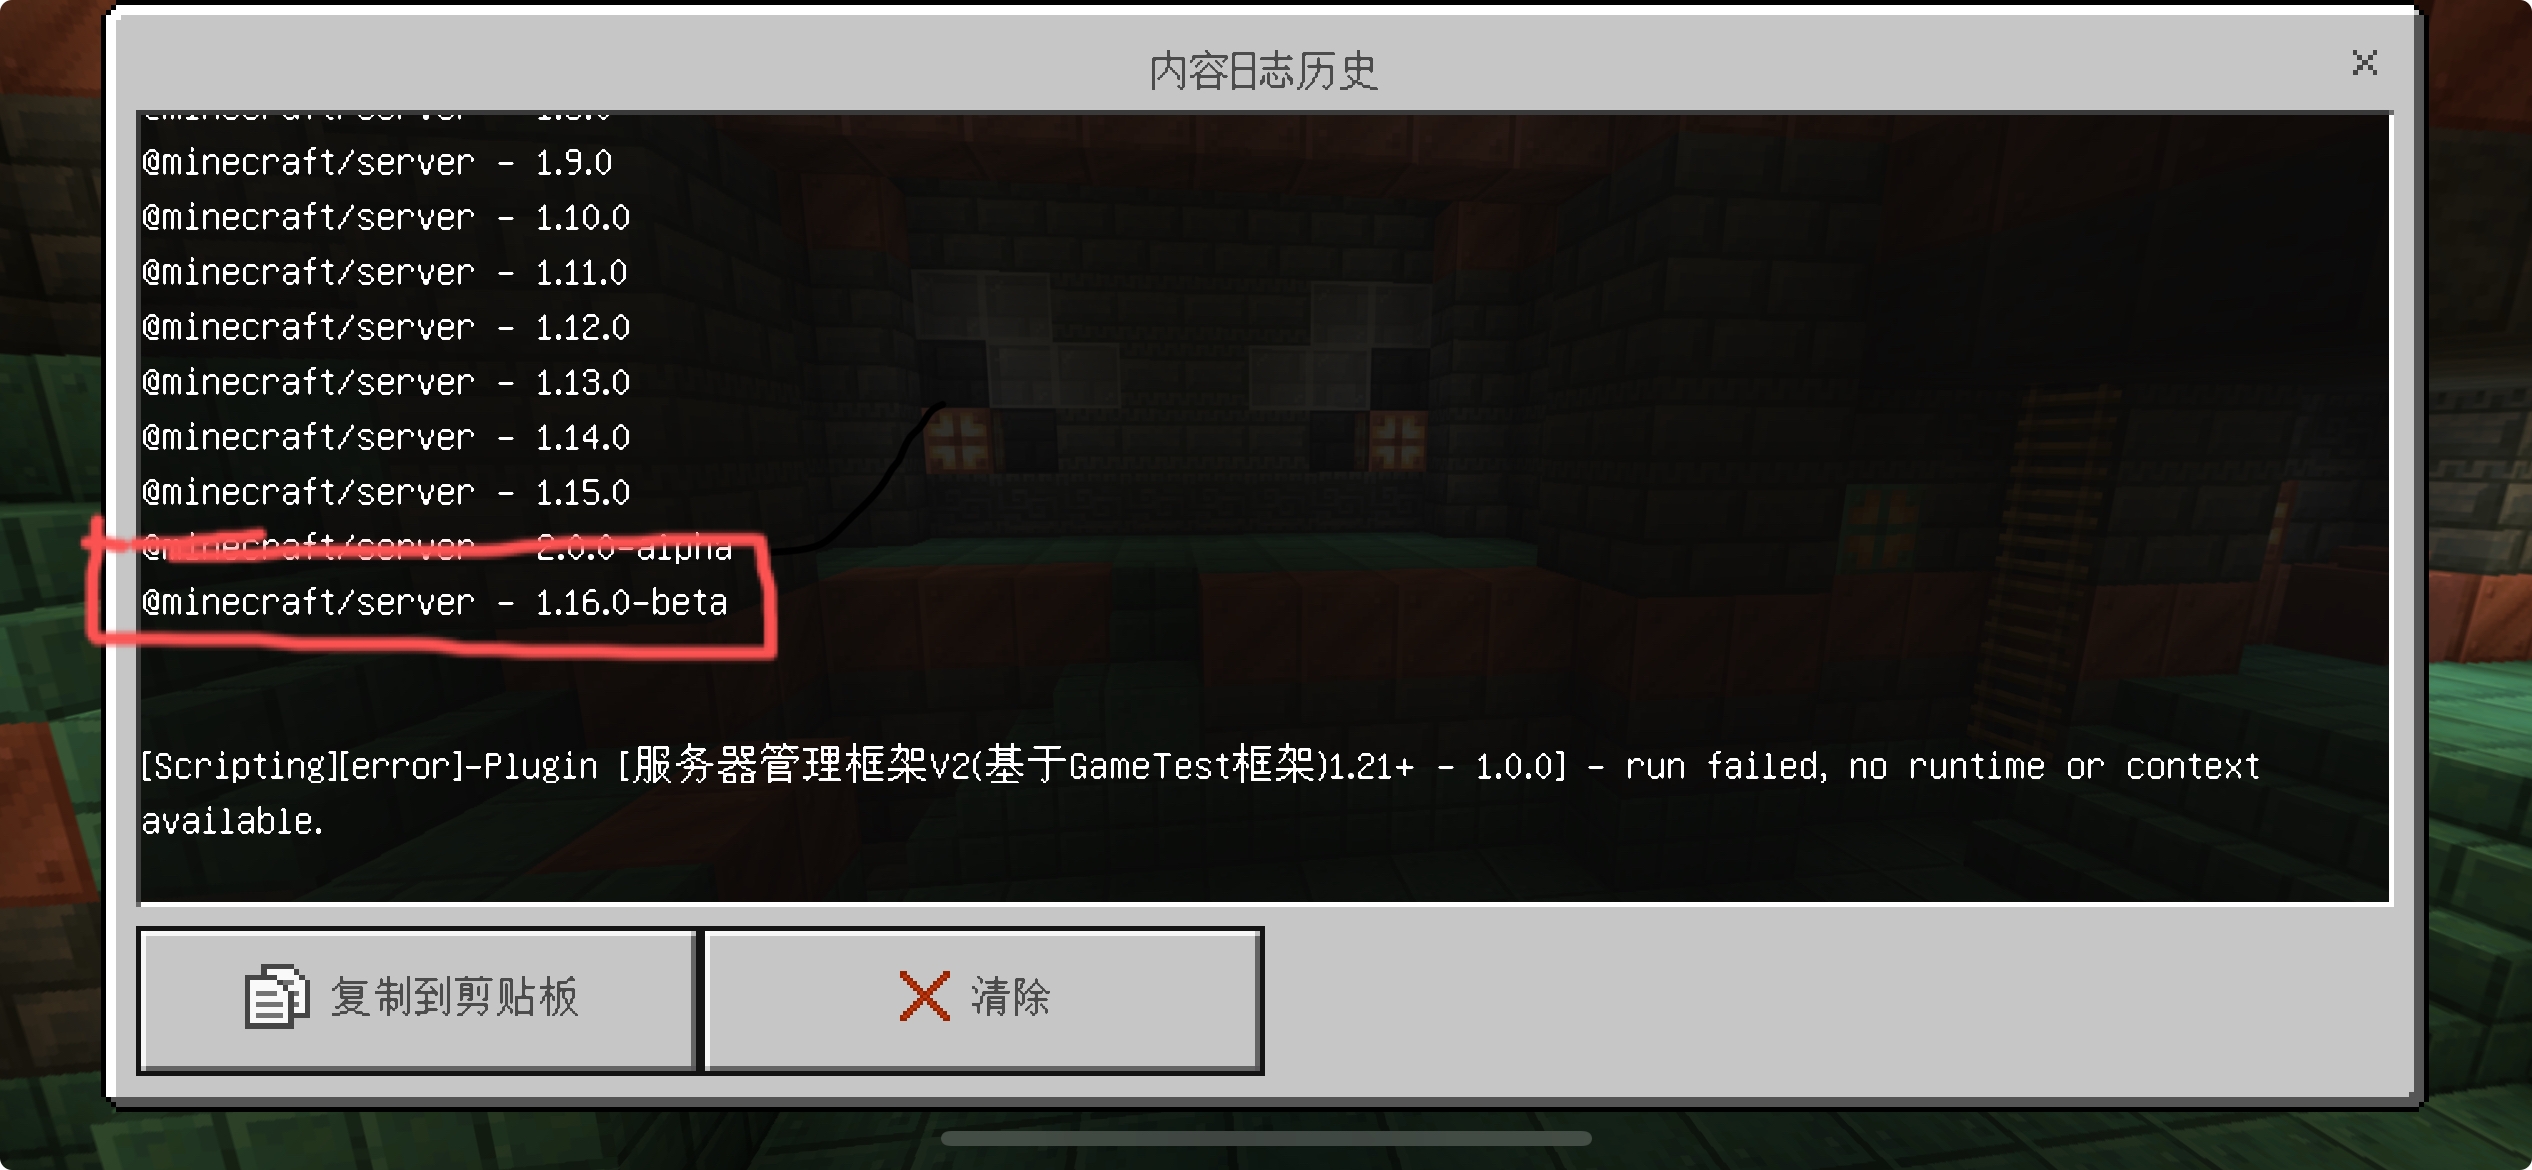 内容日志历史
@minecraft/server - 1.8.0
@minecraft/server - 1.9.0
@minecraft/server - 1.10.0
@minecraft/server - 1.11.0
@minecraft/server - 1.12.0
@minecraft/server - 1.13.0
@minecraft/server - 1.14.0
@minecraft/server - 1.15.0
@minecraft/server - 2.0.0-alpha
@minecraft/server - 1.16.0-beta
[Scripting][error]-Plugin [服务器管理框架V2(基于GameTest框架)1.21+ - 1.0.0] - run failed, no runtime or context
available.
复制到剪贴板
清除